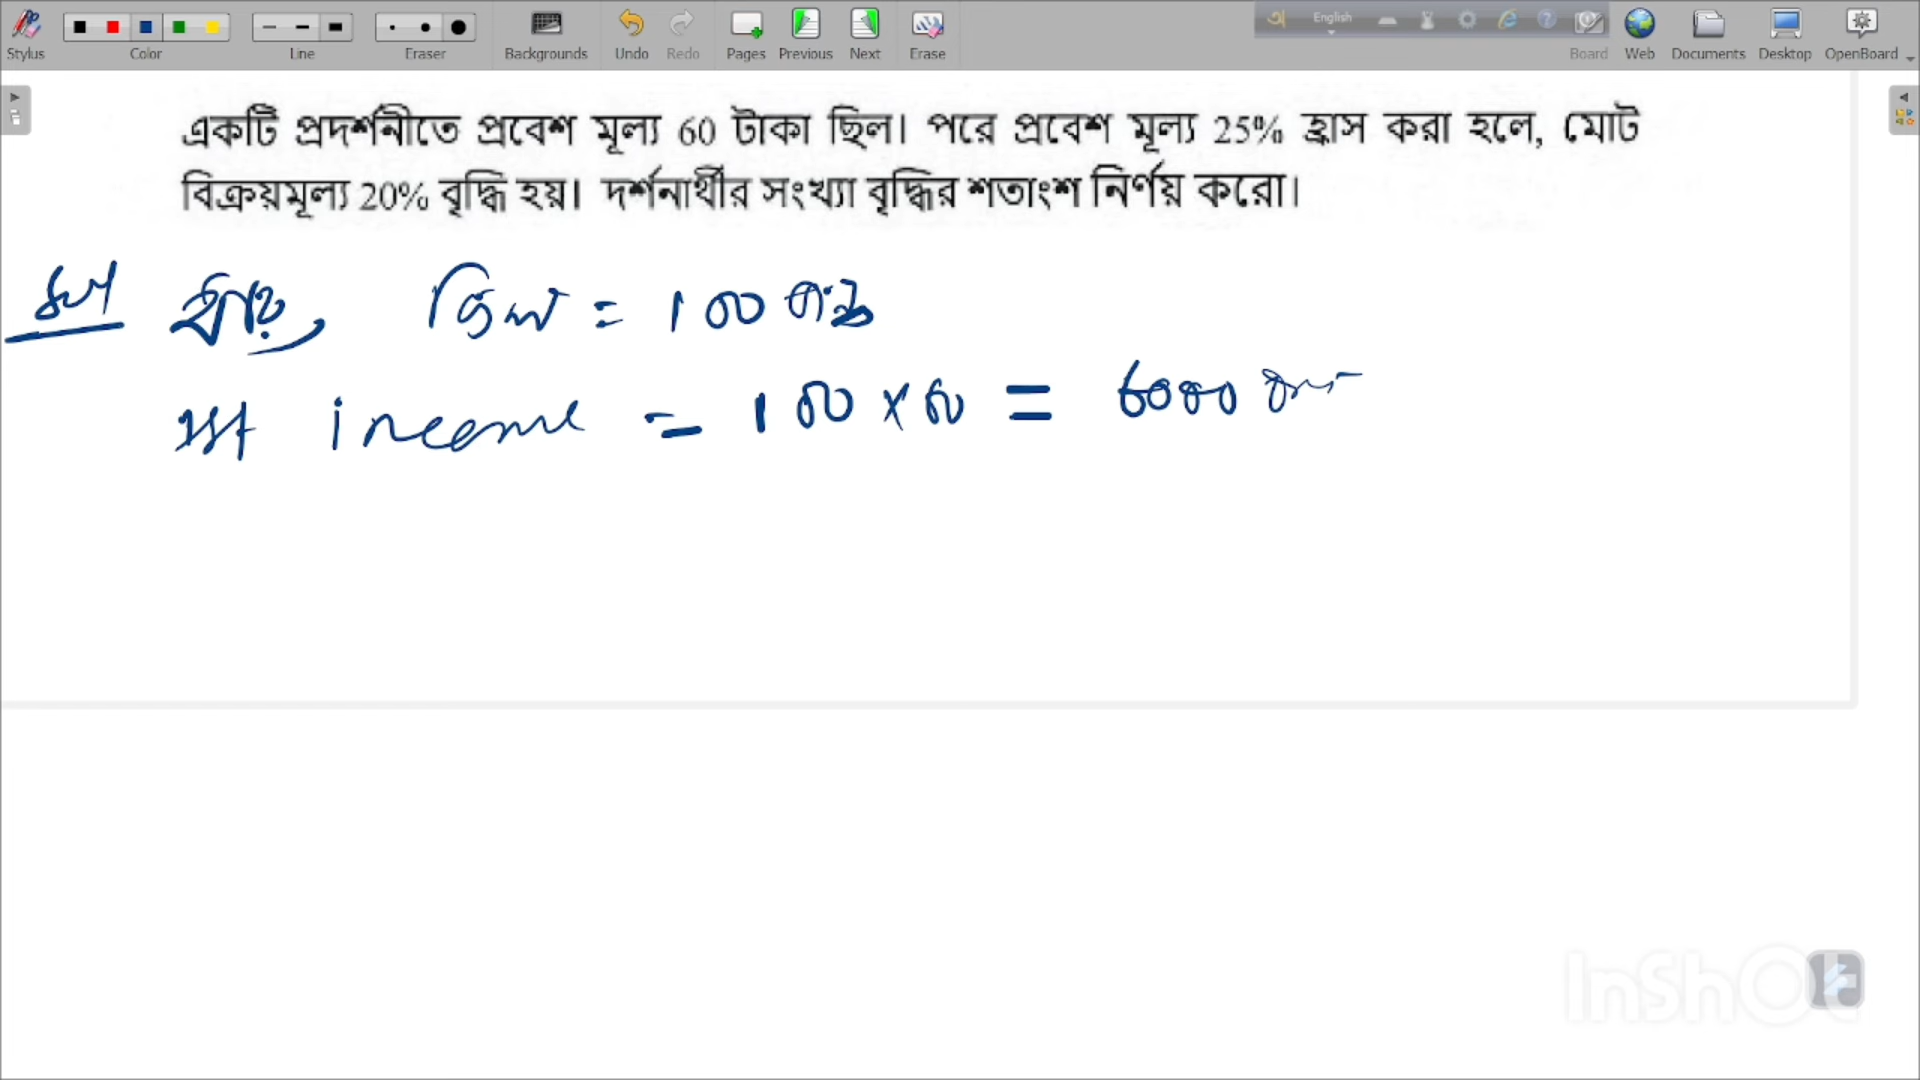 Stylus Color Line Eraser Backgrounds Undo Redo Pages Previous Next Erase English Board Web Documents Desktop OpenBoard
একটি প্রদর্শনীতে প্রবেশ মূল্য 60 টাকা ছিল। পরে প্রবেশ মূল্য 25% হ্রাস করা হলে, মোট
বিক্রয়মূল্য 20% বৃদ্ধি হয়। দর্শনার্থীর সংখ্যা বৃদ্ধির শতাংশ নির্ণয় করো।
= 100
1st income = 100 × 60 = 6000
InShOt